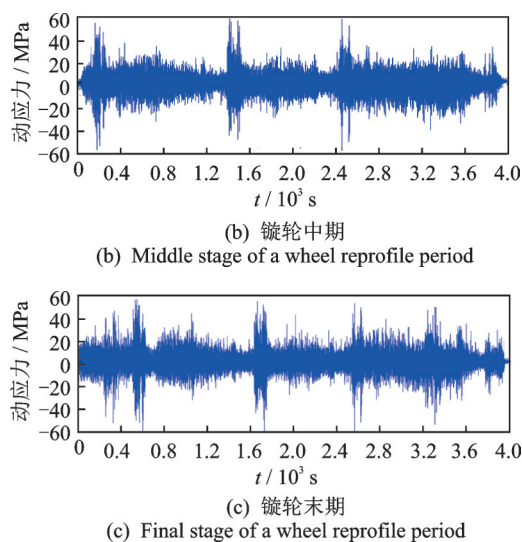 60
40
20
0
−20
−40
−60
动应力 / MPa
0 0.4 0.8 1.2 1.6 2.0 2.4 2.8 3.2 3.6 4.0
t / 10³ s
(b) 镟轮中期
(b) Middle stage of a wheel reprofile period
60
40
20
0
−20
−40
−60
动应力 / MPa
0 0.4 0.8 1.2 1.6 2.0 2.4 2.8 3.2 3.6 4.0
t / 10³ s
(c) 镟轮末期
(c) Final stage of a wheel reprofile period